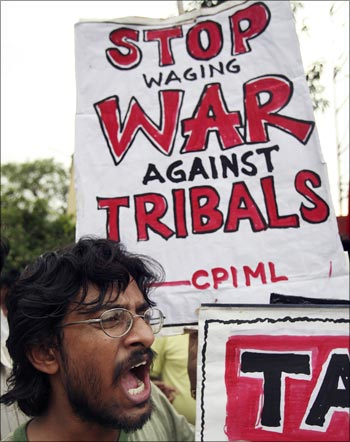 STOP
WAGING
WAR
AGAINST
TRIBALS
—CPIML
TA